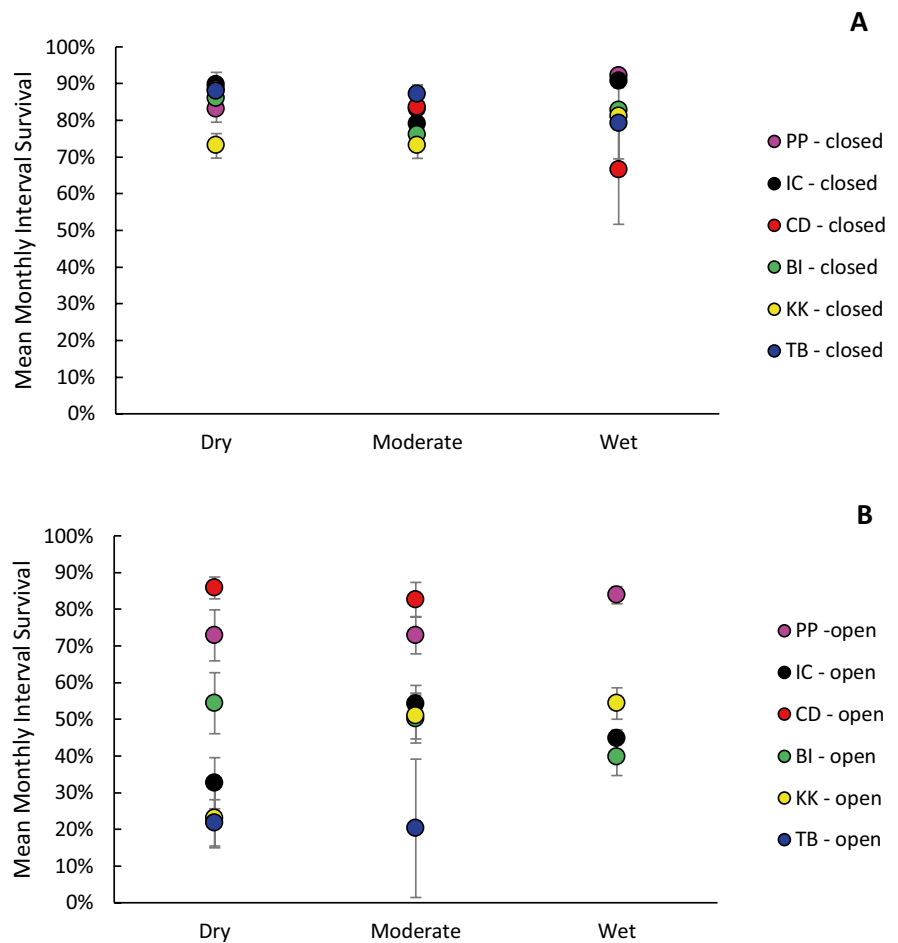 A
100%
90%
80%
70%
60%
50%
40%
30%
20%
10%
0%
Mean Monthly Interval Survival
Dry
Moderate
Wet
PP - closed
IC - closed
CD - closed
BI - closed
KK - closed
TB - closed
B
100%
90%
80%
70%
60%
50%
40%
30%
20%
10%
0%
Mean Monthly Interval Survival
Dry
Moderate
Wet
PP -open
IC - open
CD - open
BI - open
KK - open
TB - open